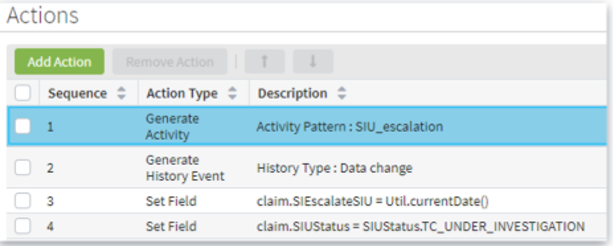 Actions
Add Action Remove Action
Sequence Action Type Description
1 Generate Activity Activity Pattern : SIU_escalation
2 Generate History Event History Type : Data change
3 Set Field claim.SIEscalateSIU = Util.currentDate()
4 Set Field claim.SIUStatus = SIUStatus.TC_UNDER_INVESTIGATION